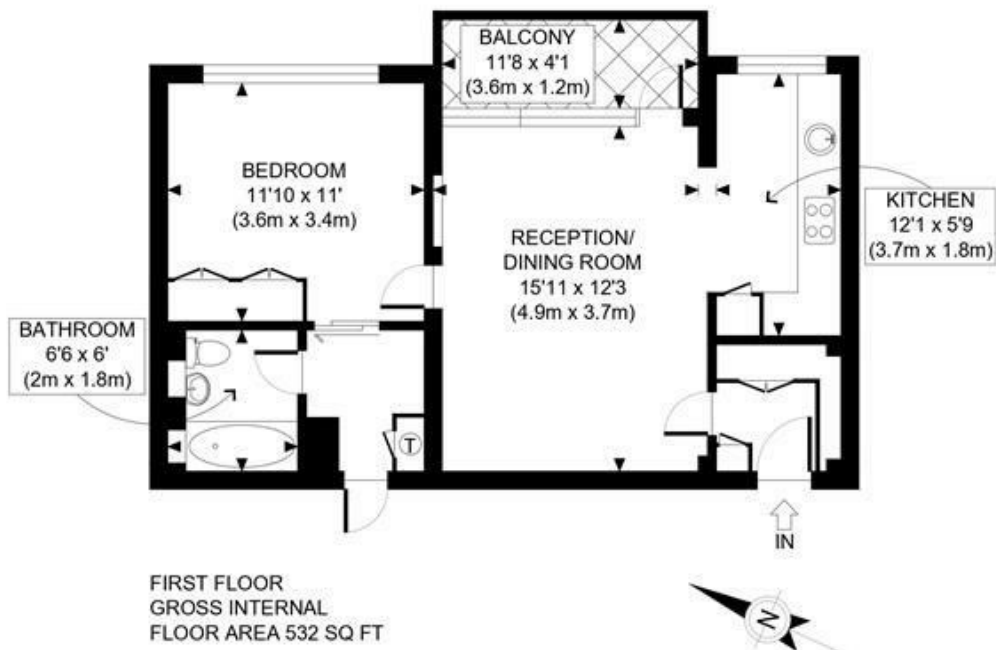 BALCONY
11'8 x 4'1
(3.6m x 1.2m)
BEDROOM
11'10 x 11'
(3.6m x 3.4m)
KITCHEN
12'1 x 5'9
(3.7m x 1.8m)
RECEPTION/
DINING ROOM
15'11 x 12'3
(4.9m x 3.7m)
BATHROOM
6'6 x 6'
(2m x 1.8m)
T
IN
FIRST FLOOR
GROSS INTERNAL
FLOOR AREA 532 SQ FT
N